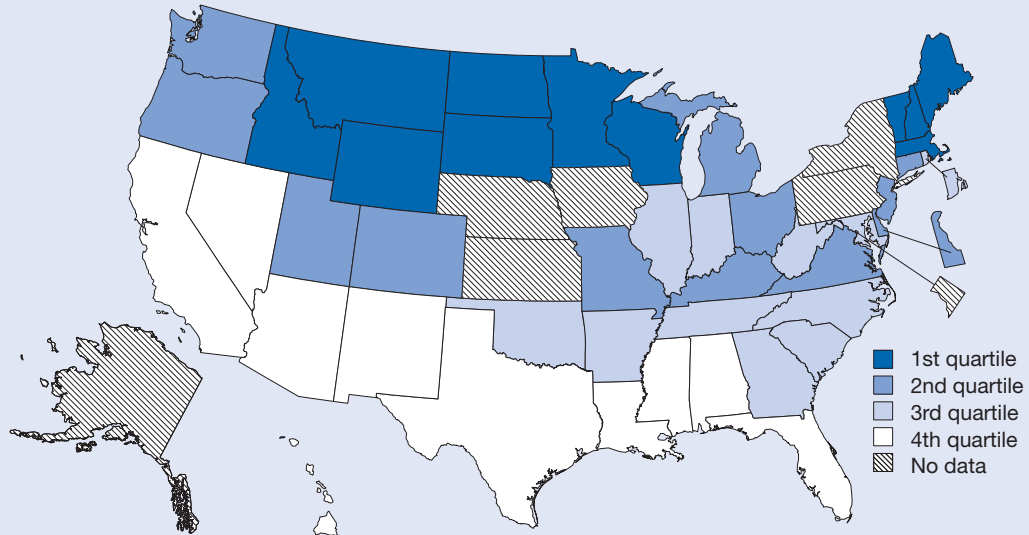 1st quartile
2nd quartile
3rd quartile
4th quartile
No data